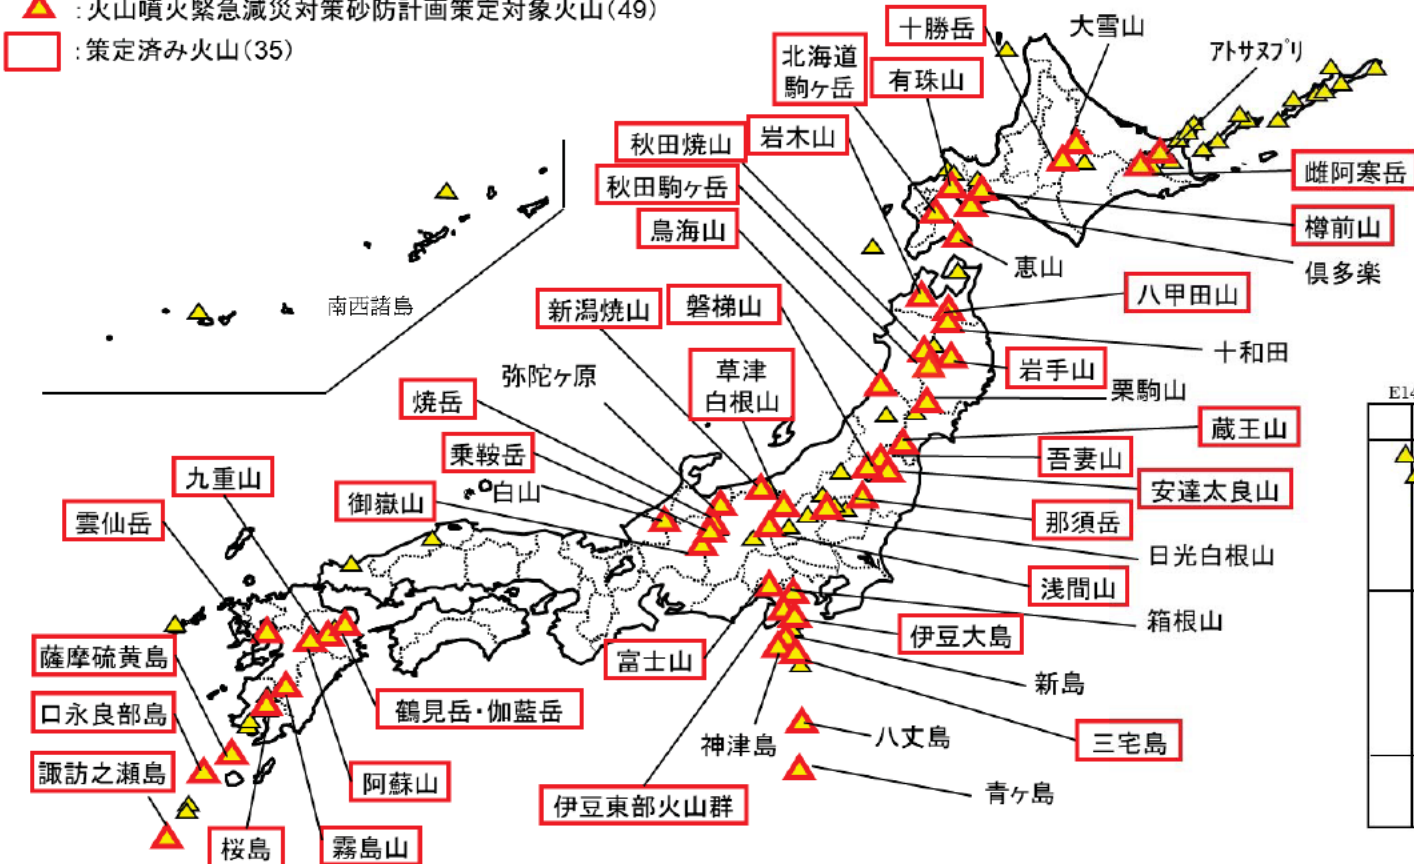 :火山噴火緊急減災対策砂防計画策定対象火山(49)
:策定済み火山(35)
十勝岳
大雪山
アトサヌプリ
北海道
駒ヶ岳
有珠山
秋田焼山
岩木山
雌阿寒岳
秋田駒ヶ岳
樽前山
鳥海山
恵山
倶多楽
南西諸島
新潟焼山
磐梯山
八甲田山
十和田
弥陀ヶ原
草津
白根山
岩手山
栗駒山
焼岳
蔵王山
乗鞍岳
吾妻山
九重山
御嶽山
白山
安達太良山
雲仙岳
那須岳
日光白根山
浅間山
箱根山
伊豆大島
薩摩硫黄島
富士山
新島
口永良部島
鶴見岳・伽藍岳
神津島
八丈島
三宅島
諏訪之瀬島
阿蘇山
伊豆東部火山群
青ヶ島
桜島
霧島山
E14